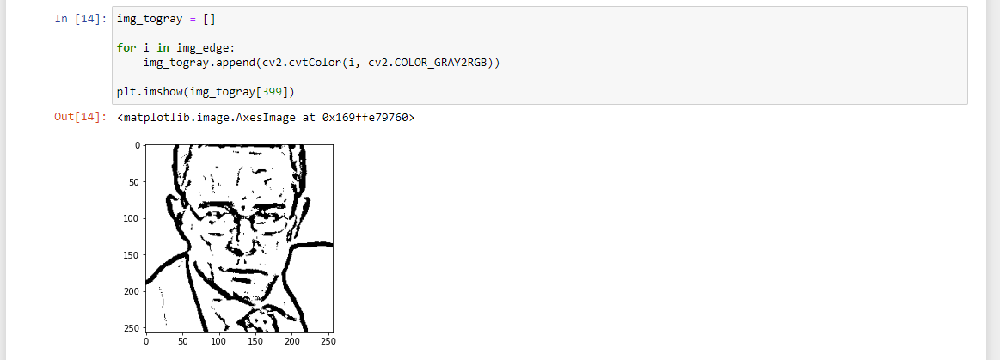 In [14]: img_togray = []
for i in img_edge:
img_togray.append(cv2.cvtColor(i, cv2.COLOR_GRAY2RGB))
plt.imshow(img_togray[399])
Out[14]: <matplotlib.image.AxesImage at 0x169ffe79760>
0
50
100
150
200
250
0 50 100 150 200 250